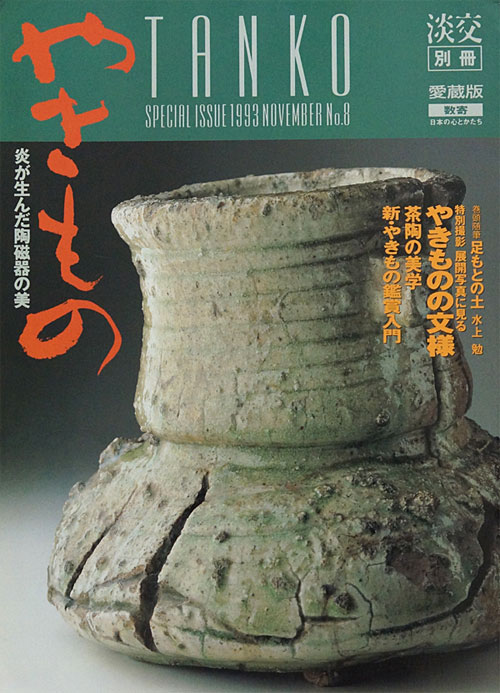 やきもの
炎が生んだ陶磁器の美
TANKO
SPECIAL ISSUE 1993 NOVEMBER No.8
淡交
別冊
愛蔵版
数寄
日本の心とかたち
巻頭随筆 足もとの土 水上 勉
特別撮影 展開写真に見る
やきものの文様
茶陶の美学
新・やきもの鑑賞入門